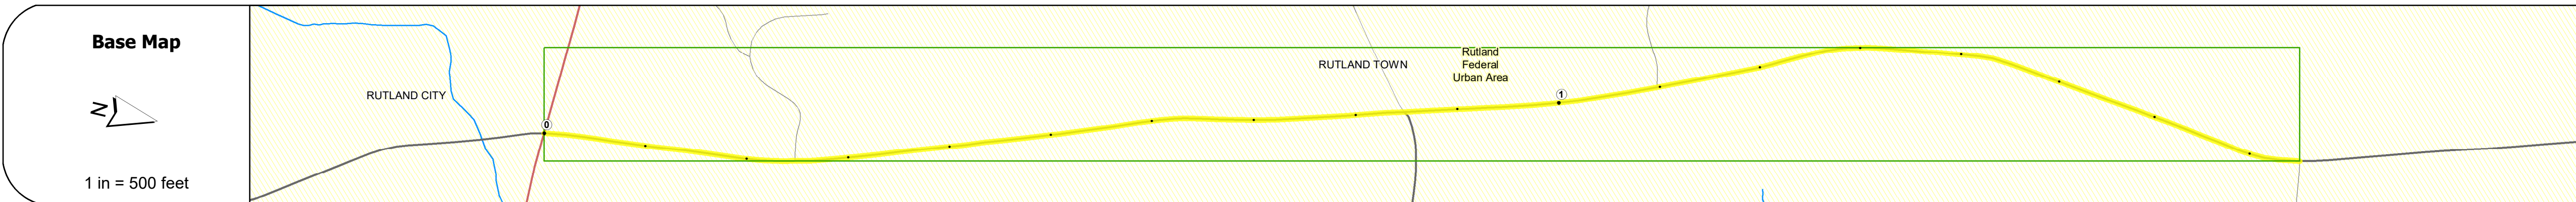 Base Map
N
1 in = 500 feet
RUTLAND CITY
0
RUTLAND TOWN
Rutland
Federal
Urban Area
1